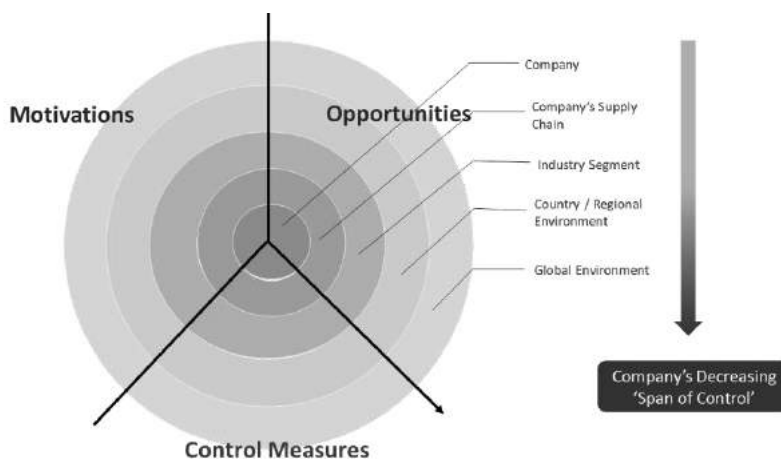 Motivations
Opportunities
Company
Company's Supply
Chain
Industry Segment
Country / Regional
Environment
Global Environment
Company's Decreasing
'Span of Control'
Control Measures